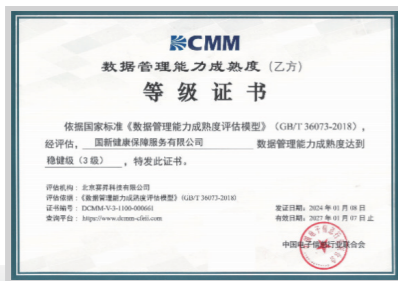 DCMM
数据管理能力成熟度（乙方）
等级证书
依据国家标准《数据管理能力成熟度评估模型》（GB/T 36073-2018），
经评估，国新健康保障服务有限公司 数据管理能力成熟度达到
稳健级（3级），特发此证书。
评估机构：北京赛昇科技有限公司
评估依据：《数据管理能力成熟度评估模型》（GB/T 36073-2018）
证书编号：DCMM-V-3-1100-000661
查询平台：https://www.dcmm-cfeii.com
发证日期：2024年01月08日
有效日期：2027年01月07日止
中国电子信息行业联合会